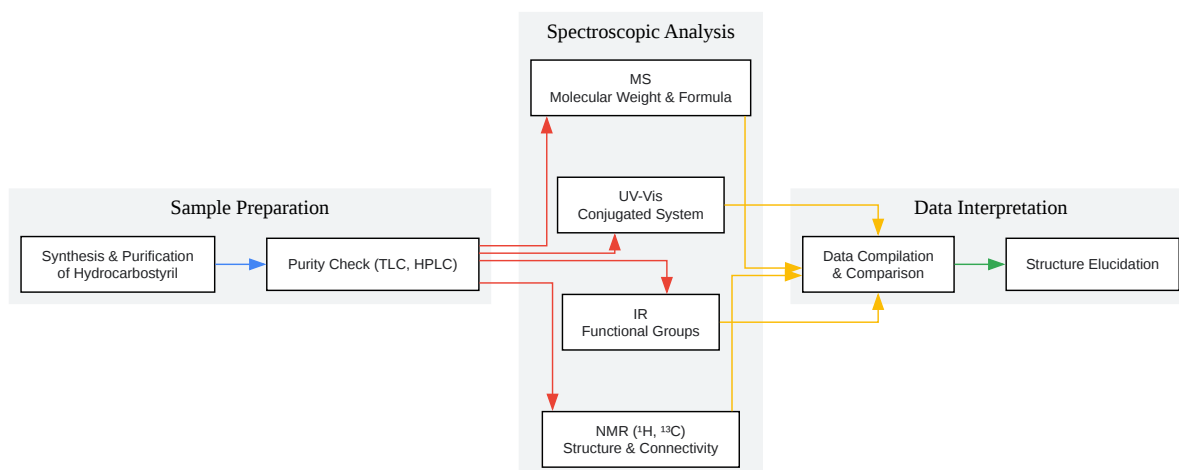 Spectroscopic Analysis
MS
Molecular Weight & Formula
Sample Preparation
Synthesis & Purification
of Hydrocarbostyril
Purity Check (TLC, HPLC)
UV-Vis
Conjugated System
IR
Functional Groups
NMR (¹H, ¹³C)
Structure & Connectivity
Data Interpretation
Data Compilation
& Comparison
Structure Elucidation